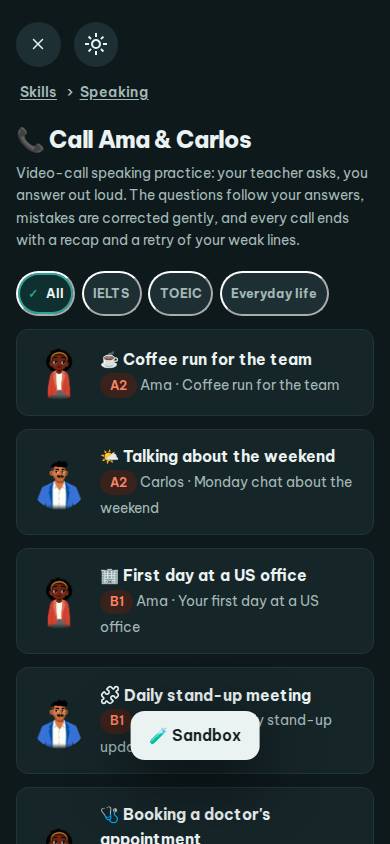 Skills › Speaking
Call Ama & Carlos
Video-call speaking practice: your teacher asks, you
answer out loud. The questions follow your answers,
mistakes are corrected gently, and every call ends
with a recap and a retry of your weak lines.
✓ All IELTS TOEIC Everyday life
Coffee run for the team
A2 Ama · Coffee run for the team
Talking about the weekend
A2 Carlos · Monday chat about the
weekend
First day at a US office
B1 Ama · Your first day at a US
office
Daily stand-up meeting
B1 stand-up
Sandbox
Booking a doctor's
appointment